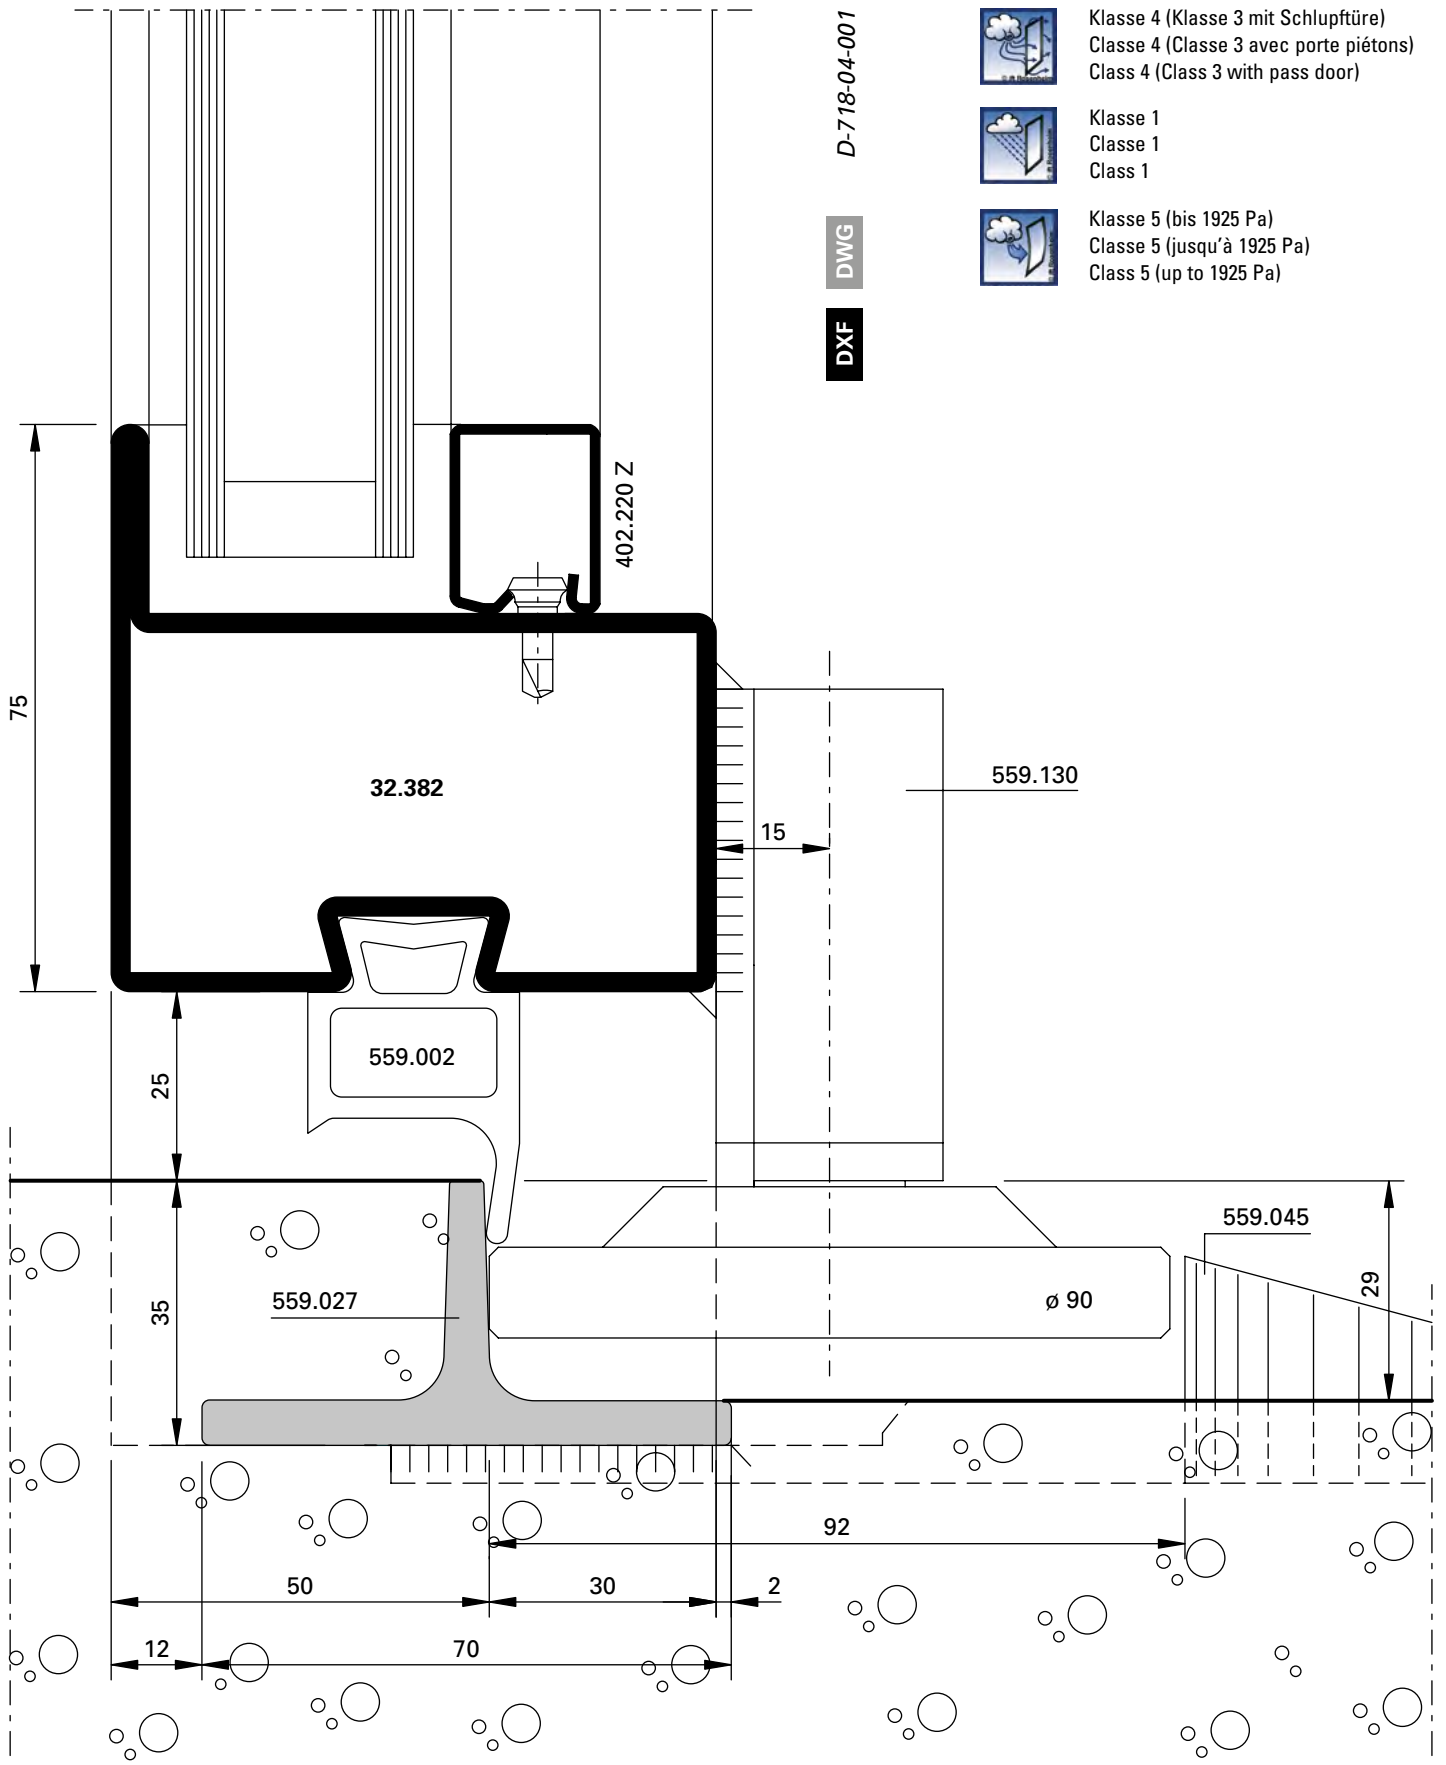 D-718-04-001
Klasse 4 (Klasse 3 mit Schlupftüre)
Classe 4 (Classe 3 avec porte piétons)
Class 4 (Class 3 with pass door)
Klasse 1
Classe 1
Class 1
Klasse 5 (bis 1925 Pa)
Classe 5 (jusqu'à 1925 Pa)
Class 5 (up to 1925 Pa)
DWG
DXF
402.220 Z
75
32.382
559.130
15
559.002
25
559.045
35
559.027
ø 90
29
92
50
30
2
12
70